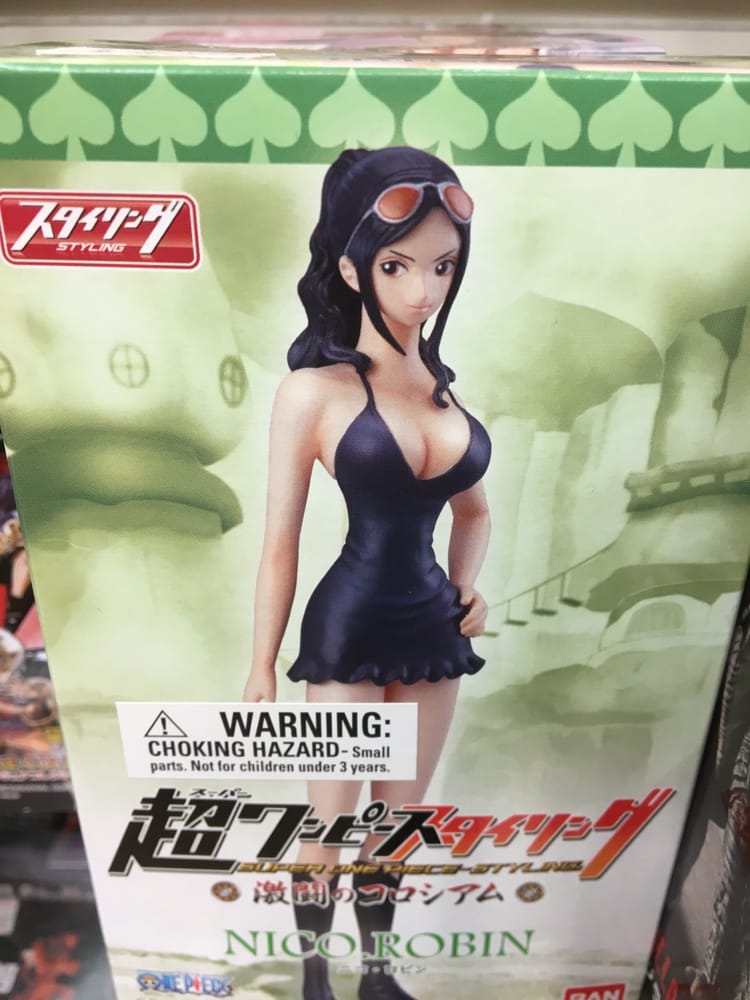 スタイリング
STYLING
WARNING:
CHOKING HAZARD - Small
parts. Not for children under 3 years.
スーパー
超ワンピーススタイリング
SUPER ONE PIECE STYLING
激闘のコロシアム
NICO.ROBIN
ニコ・ロビン
ONE PIECE
BAN